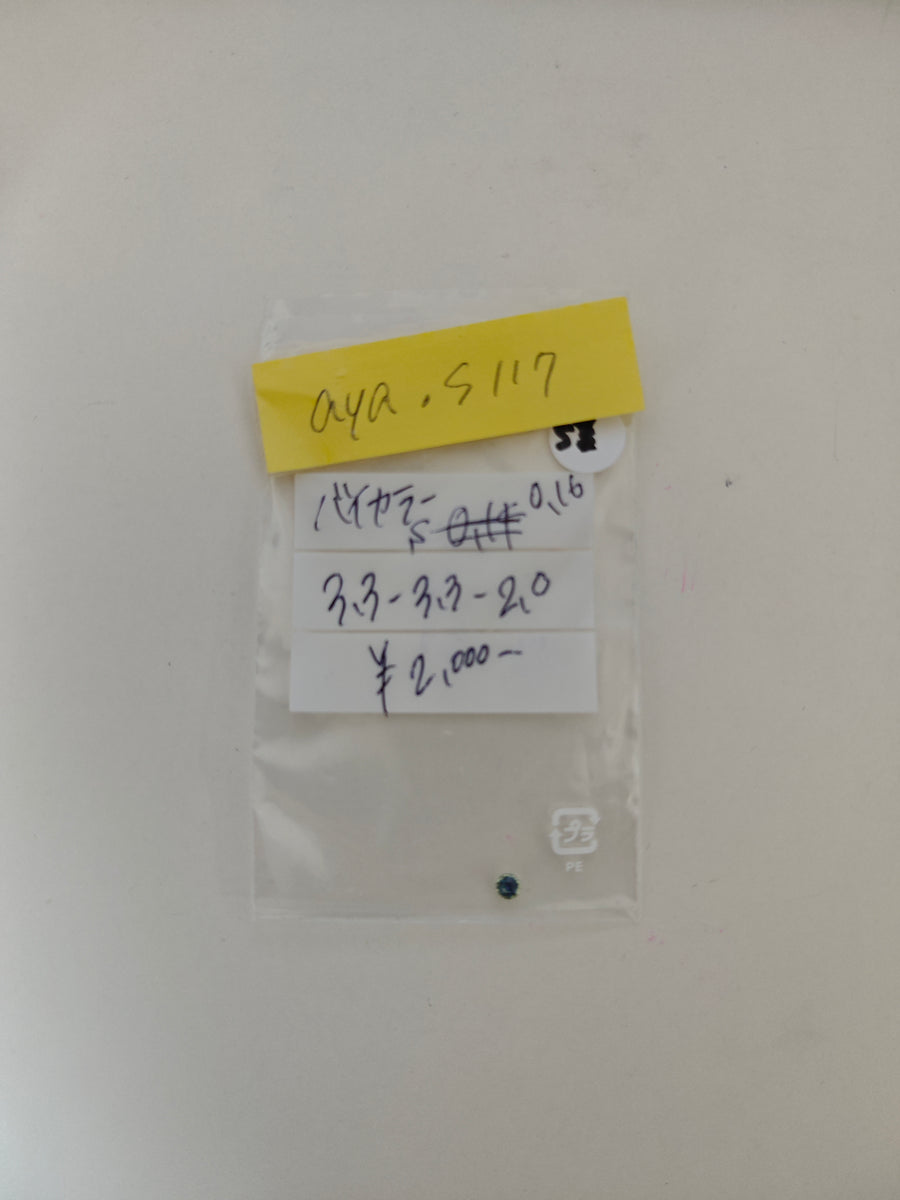 aya.S117
バイカラー
S 0,14 0,16
3,3-3,3-2,0
¥2,000-
プラ
PE